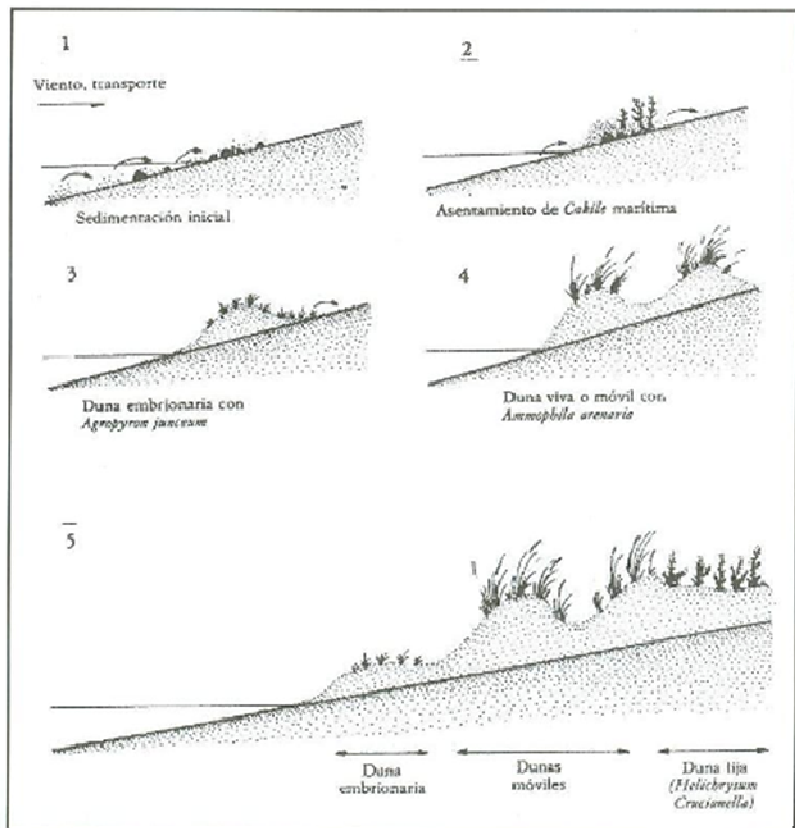 1
Viento, transporte
Sedimentación inicial
2
Asentamiento de Cakile marítima
3
Duna embrionaria con
Agropyron junceum
4
Duna viva o móvil con
Ammophila arenaria
5
Duna
embrionaria
Dunas
móviles
Duna fija
(Helichrysum
Crucianella)